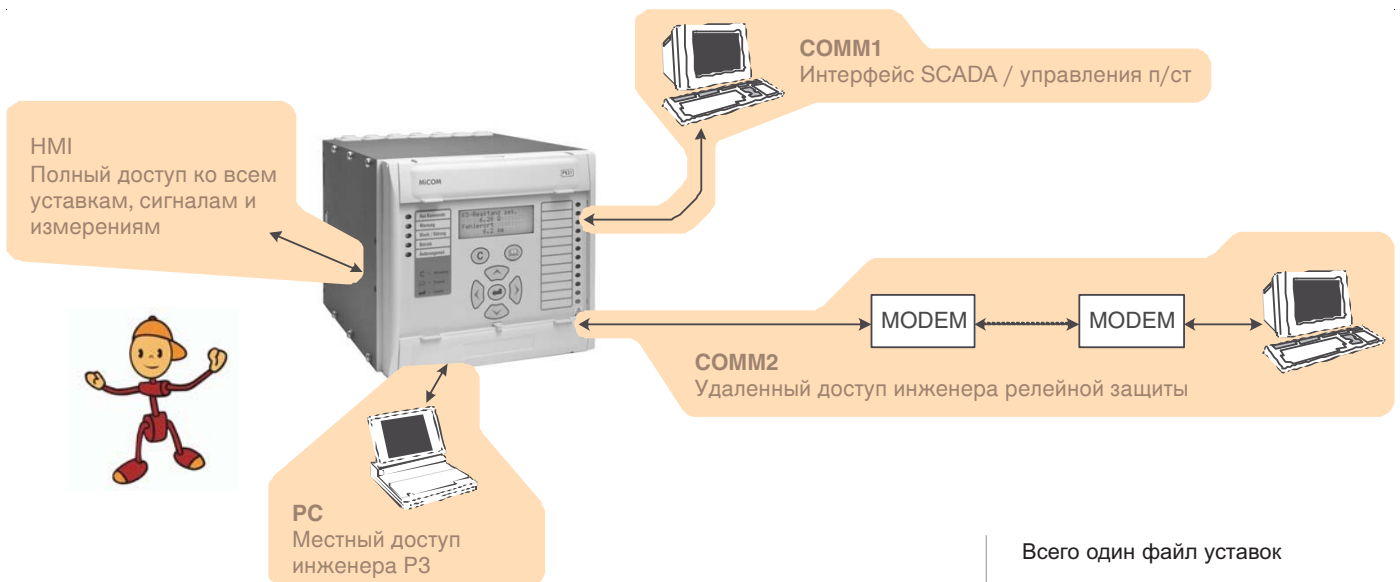 COMM1
Интерфейс SCADA / управления п/ст
HMI
Полный доступ ко всем
уставкам, сигналам и
измерениям
MiCOM
C
MODEM
MODEM
COMM2
Удаленный доступ инженера релейной защиты
PC
Местный доступ
инженера РЗ
Всего один файл уставок